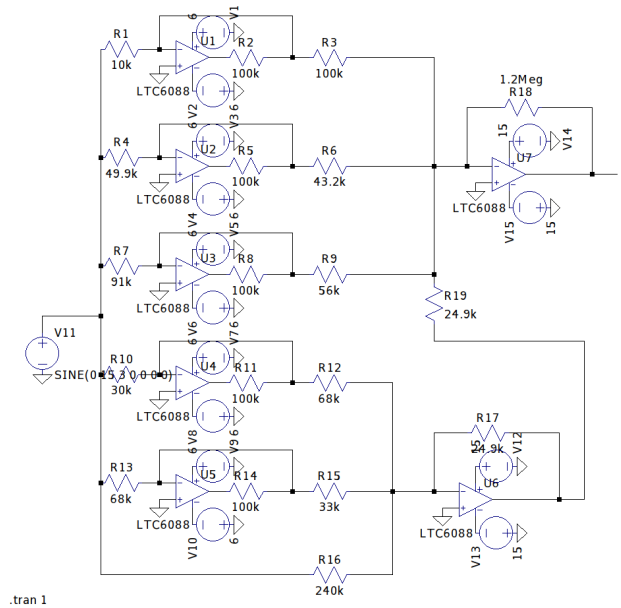 R1
10k
6
V1
U1
R2
100k
R3
100k
LTC6088
V2
6
R4
49.9k
6
V3
U2
R5
100k
R6
43.2k
LTC6088
V4
6
R7
91k
6
V5
U3
R8
100k
R9
56k
LTC6088
V6
6
R10
30k
6
V7
U4
R11
100k
R12
68k
LTC6088
V8
6
R13
68k
6
V9
U5
R14
100k
R15
33k
LTC6088
V10
6
R16
240k
V11
1.2Meg
R18
15
V14
U7
LTC6088
V15
15
R19
24.9k
R17
24.9k
15
V12
U6
LTC6088
V13
15
.tran 1